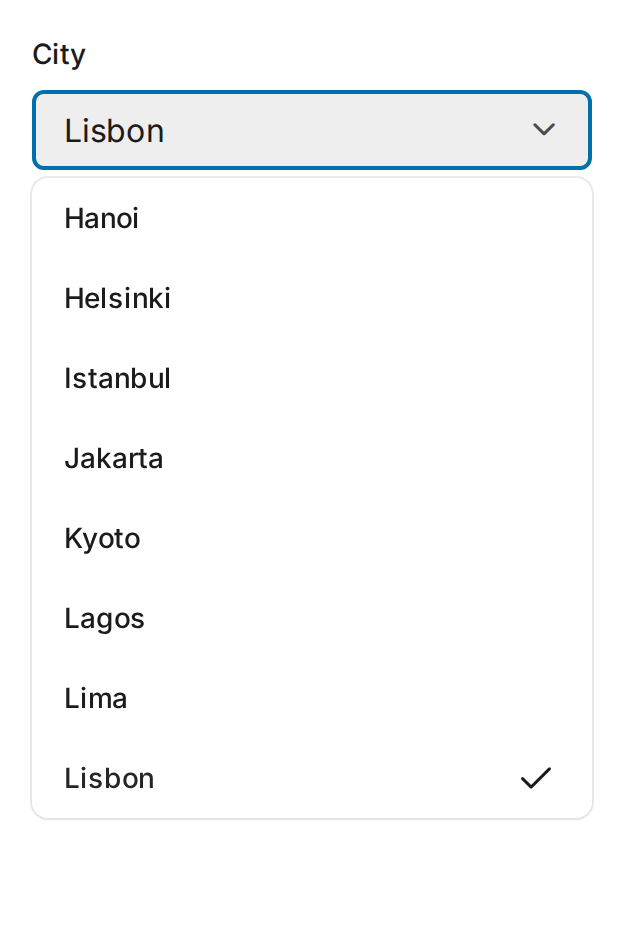 City
Lisbon
Hanoi
Helsinki
Istanbul
Jakarta
Kyoto
Lagos
Lima
Lisbon